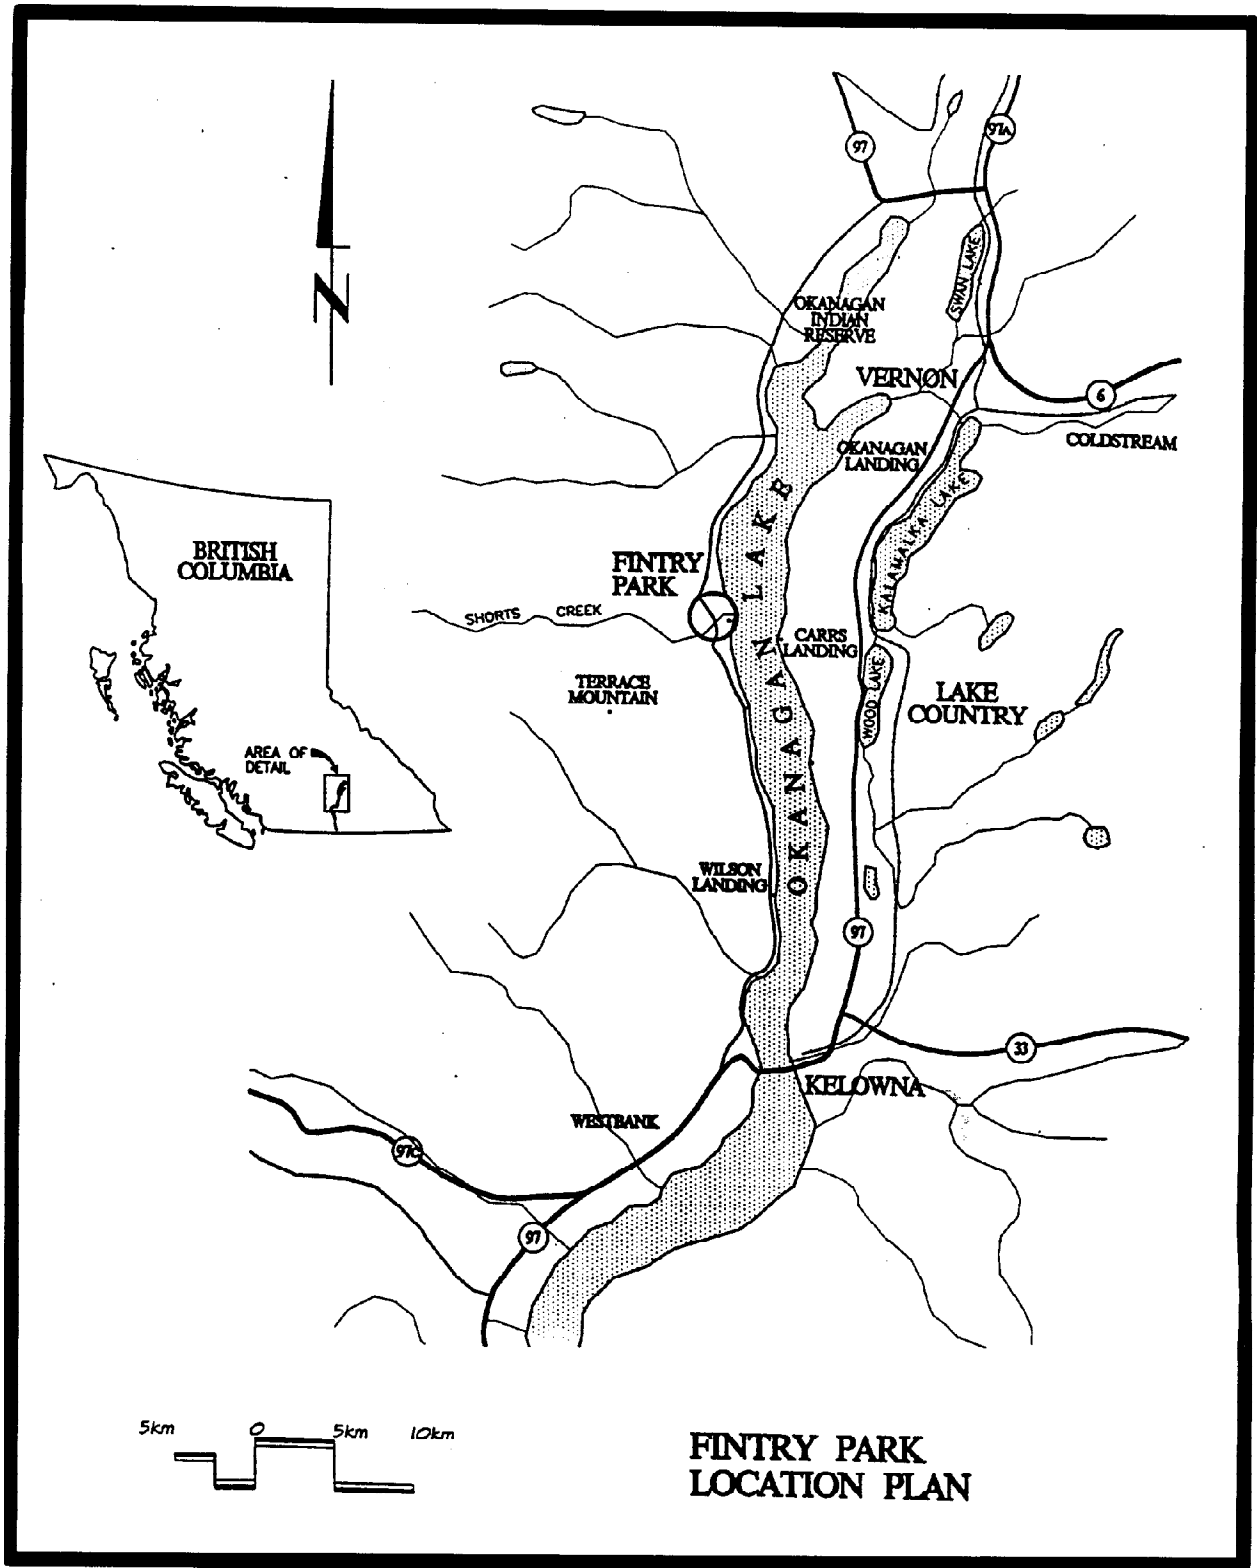 97
97A
N
SWAN LAKE
OKANAGAN
INDIAN
RESERVE
VERNON
6
COLDSTREAM
OKANAGAN
LANDING
KALAMALKA LAKE
OKANAGAN LAKE
BRITISH
COLUMBIA
FINTRY
PARK
SHORTS CREEK
CARRS
LANDING
TERRACE
MOUNTAIN
WOOD LAKE
LAKE
COUNTRY
AREA OF
DETAIL
WILSON
LANDING
97
33
KELOWNA
WESTBANK
97C
97
5km 0 5km 10km
FINTRY PARK
LOCATION PLAN